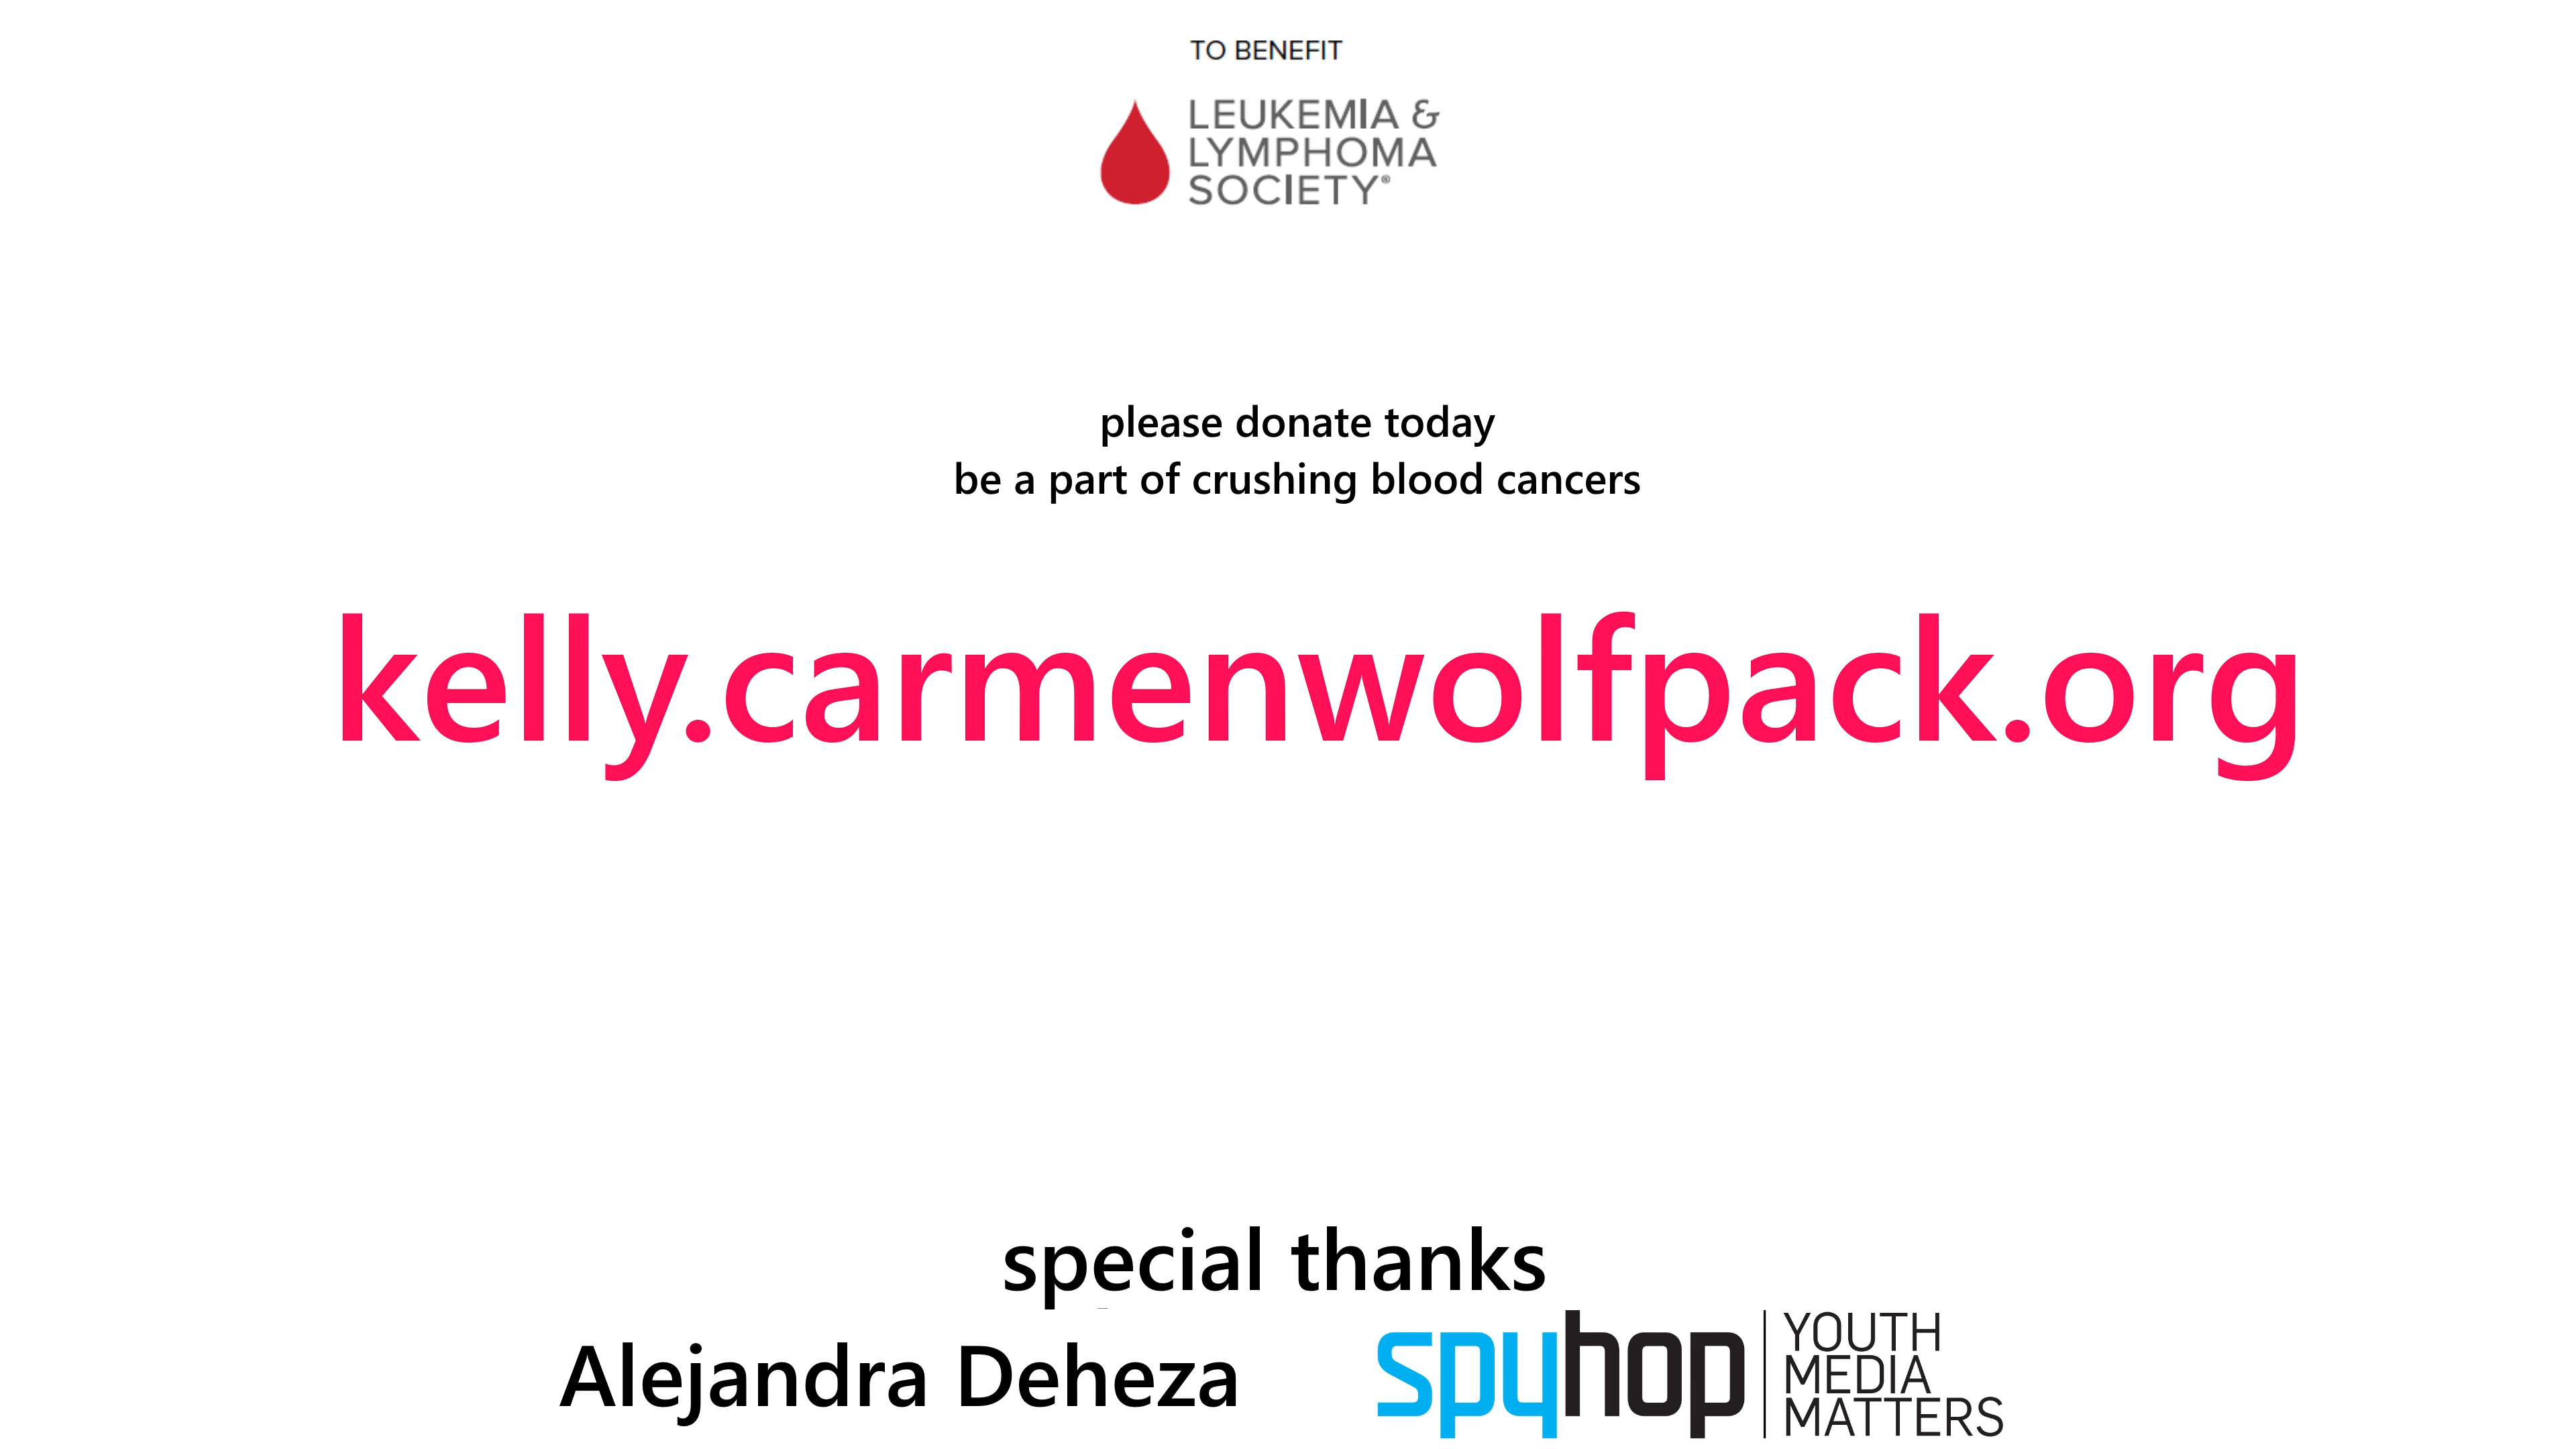 TO BENEFIT
LEUKEMIA &
LYMPHOMA
SOCIETY®
please donate today
be a part of crushing blood cancers
kelly.carmenwolfpack.org
special thanks
Alejandra Deheza
spyhop
YOUTH
MEDIA
MATTERS